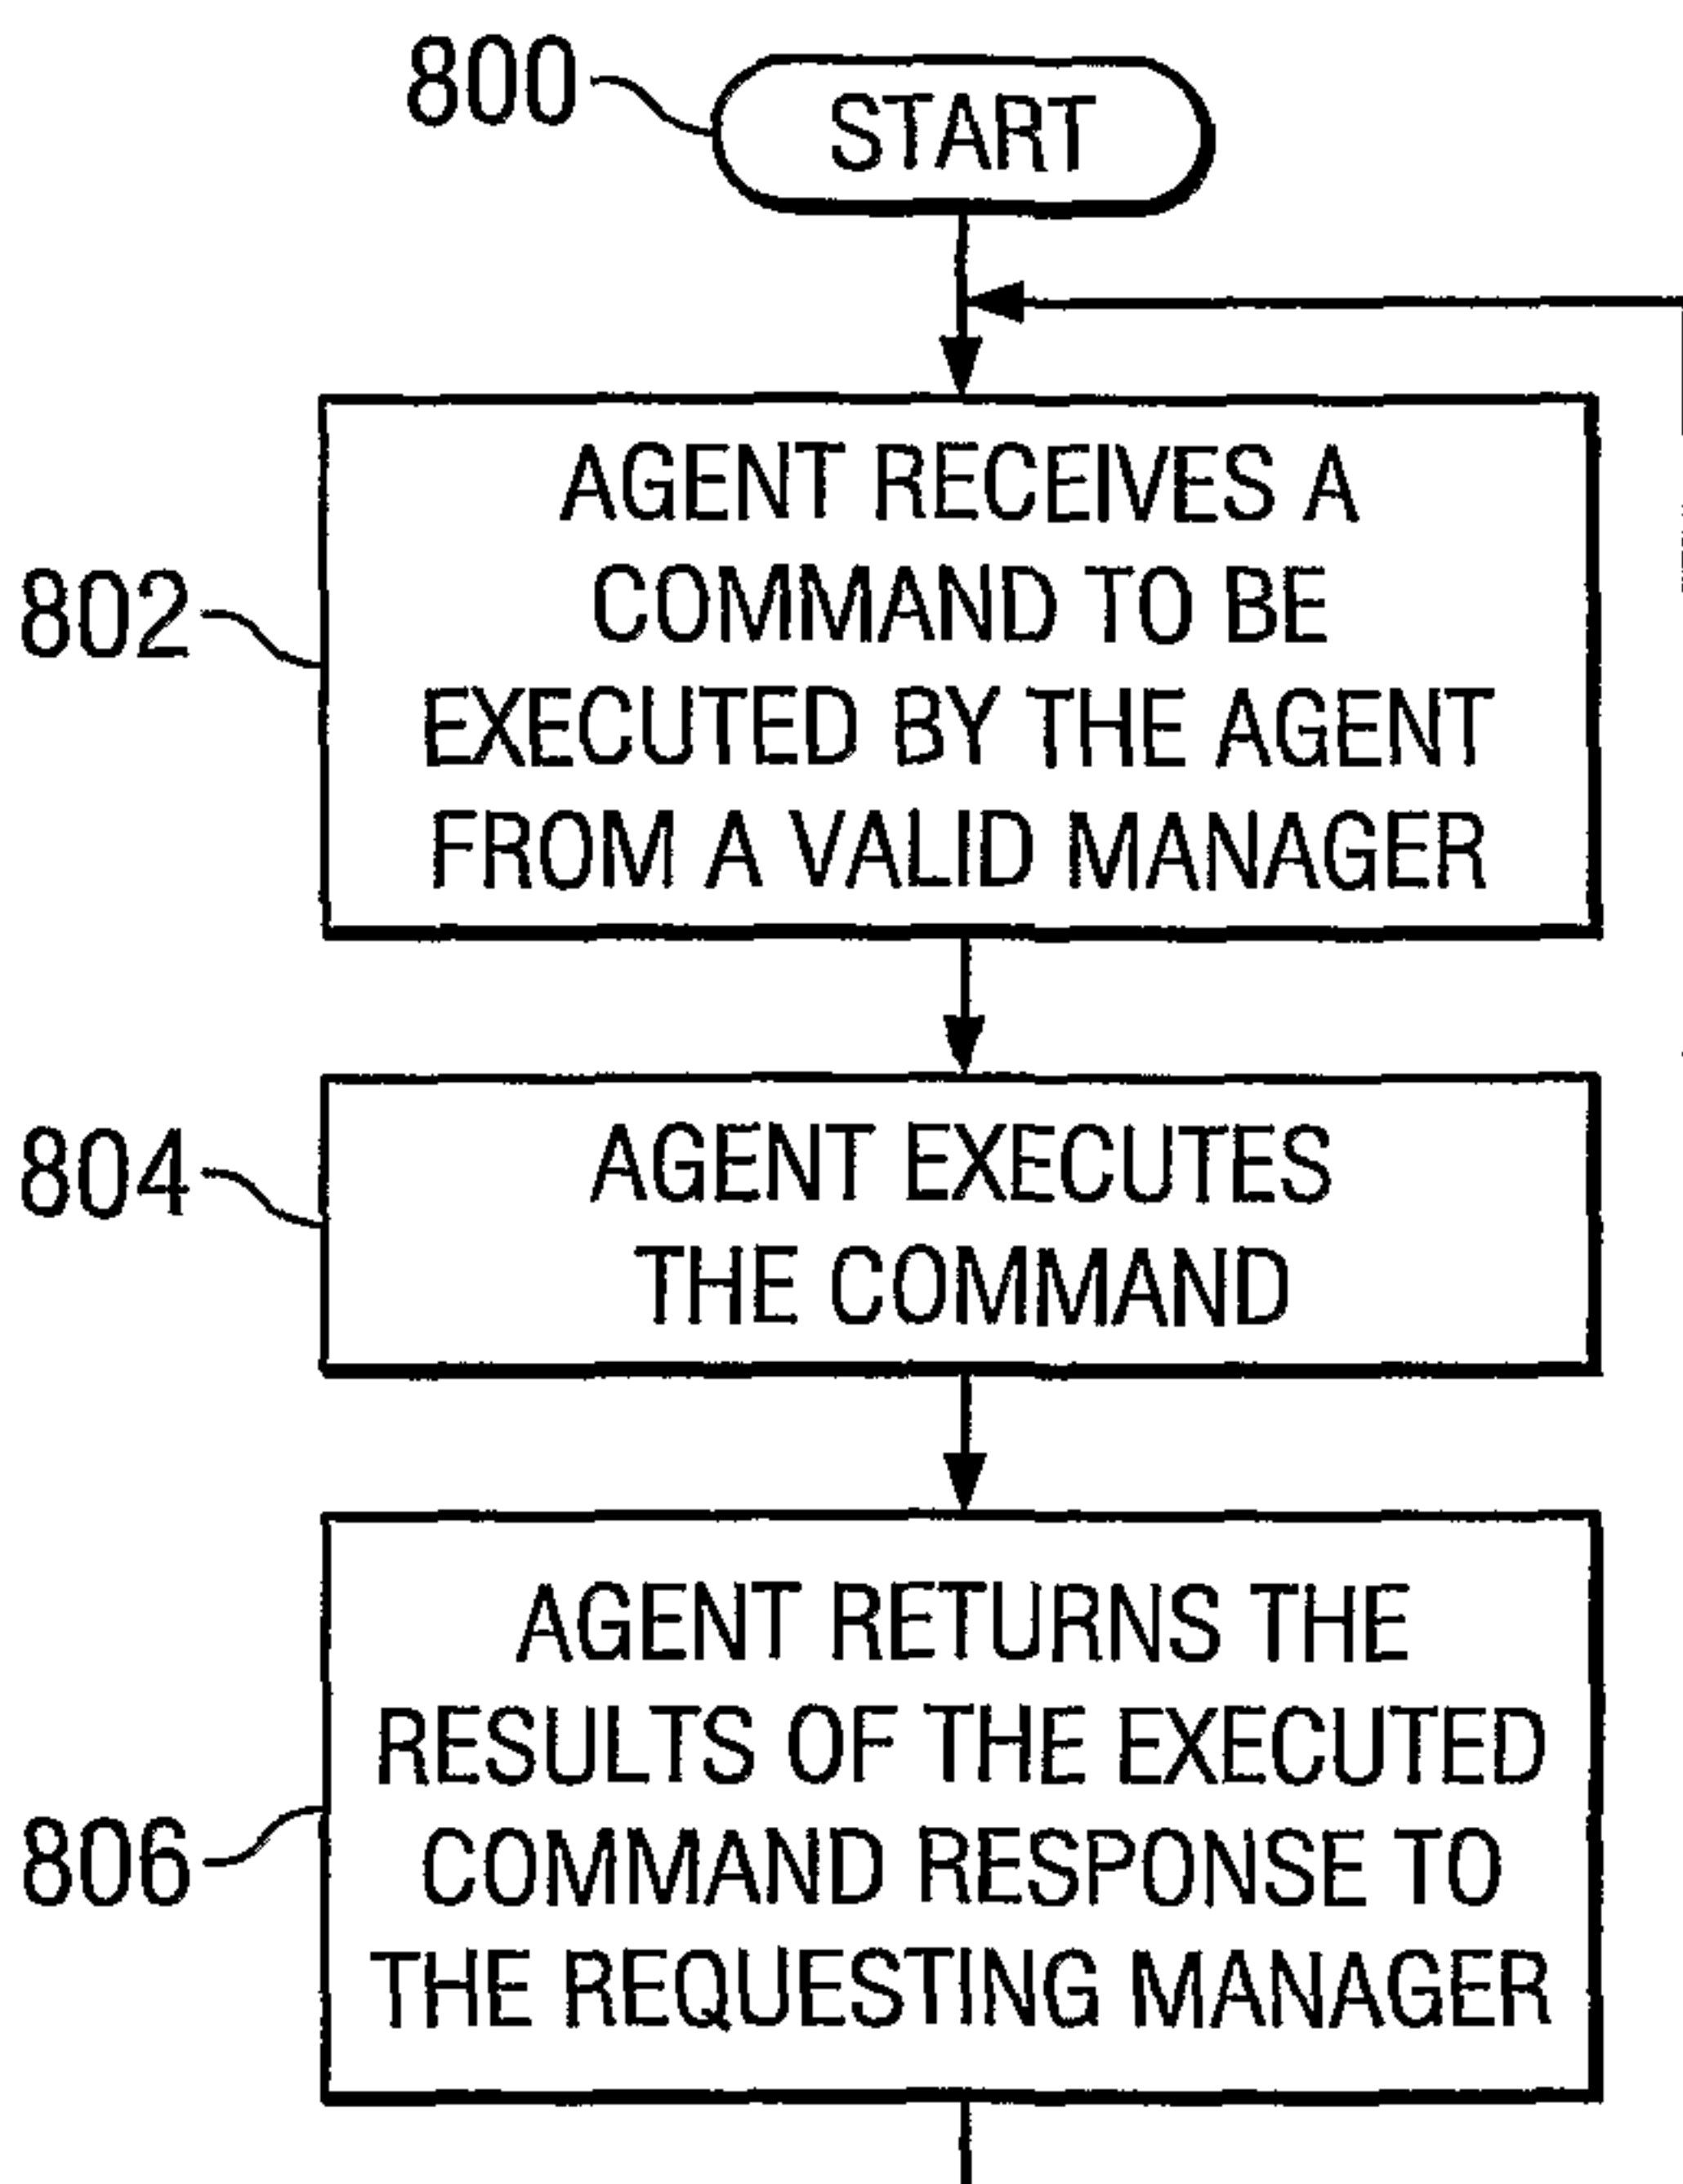 800
START
802
AGENT RECEIVES A
COMMAND TO BE
EXECUTED BY THE AGENT
FROM A VALID MANAGER
804
AGENT EXECUTES
THE COMMAND
806
AGENT RETURNS THE
RESULTS OF THE EXECUTED
COMMAND RESPONSE TO
THE REQUESTING MANAGER